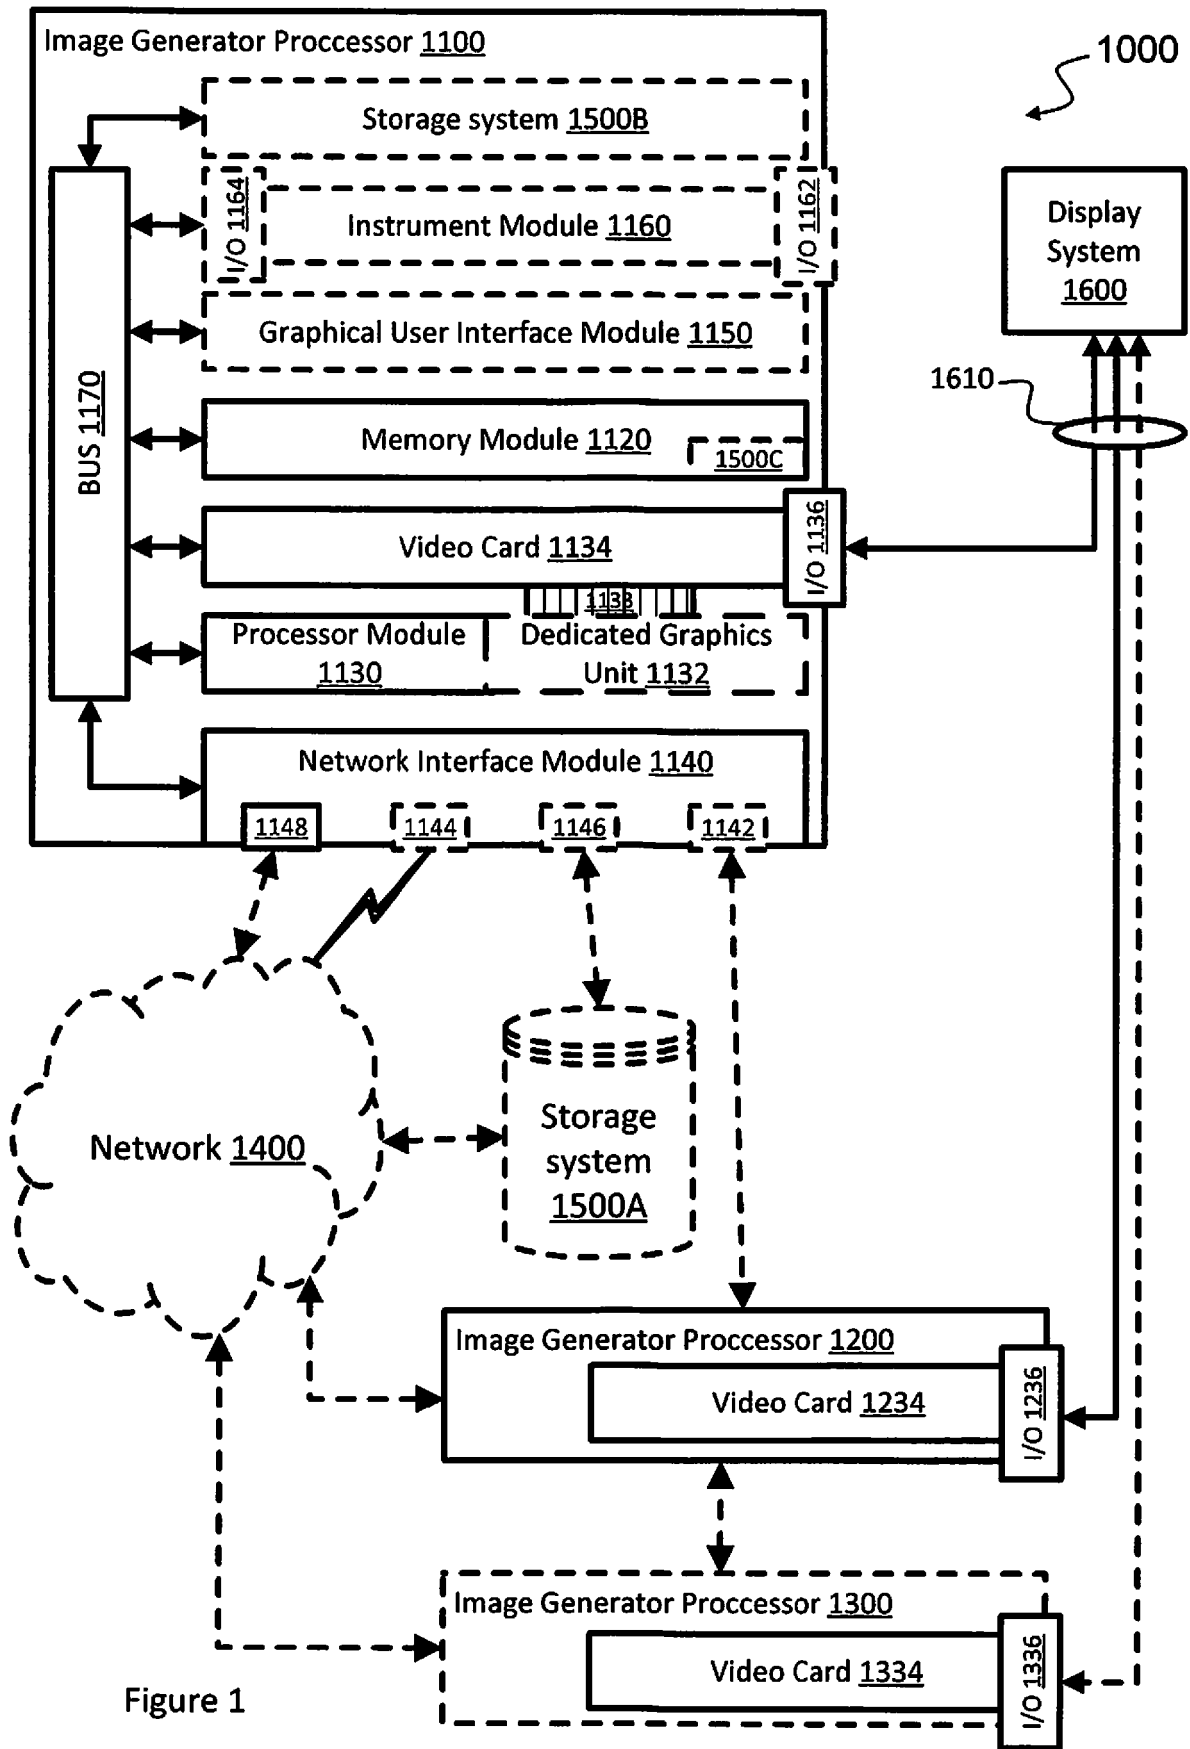 Image Generator Proccessor 1100
1000
Storage system 1500B
I/O 1164
Instrument Module 1160
I/O 1162
Display
System
1600
Graphical User Interface Module 1150
1610
BUS 1170
Memory Module 1120
1500C
Video Card 1134
I/O 1136
1138
Processor Module
1130
Dedicated Graphics
Unit 1132
Network Interface Module 1140
1148
1144
1146
1142
Network 1400
Storage
system
1500A
Image Generator Proccessor 1200
Video Card 1234
I/O 1236
Image Generator Proccessor 1300
Video Card 1334
I/O 1336
Figure 1